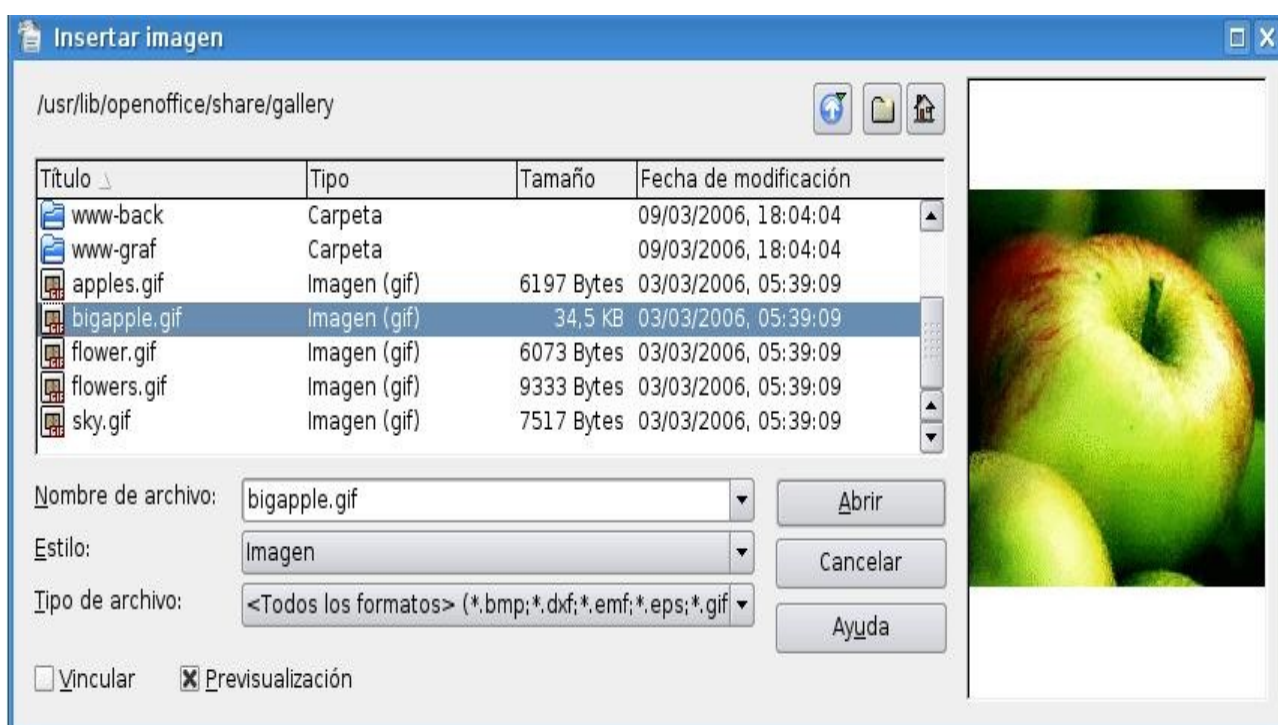 Insertar imagen
/usr/lib/openoffice/share/gallery
Título Tipo Tamaño Fecha de modificación
www-back Carpeta 09/03/2006, 18:04:04
www-graf Carpeta 09/03/2006, 18:04:04
apples.gif Imagen (gif) 6197 Bytes 03/03/2006, 05:39:09
bigapple.gif Imagen (gif) 34,5 KB 03/03/2006, 05:39:09
flower.gif Imagen (gif) 6073 Bytes 03/03/2006, 05:39:09
flowers.gif Imagen (gif) 9333 Bytes 03/03/2006, 05:39:09
sky.gif Imagen (gif) 7517 Bytes 03/03/2006, 05:39:09
Nombre de archivo: bigapple.gif Abrir
Estilo: Imagen Cancelar
Tipo de archivo: <Todos los formatos> (*.bmp;*.dxf;*.emf;*.eps;*.gif Ayuda
Vincular Previsualización